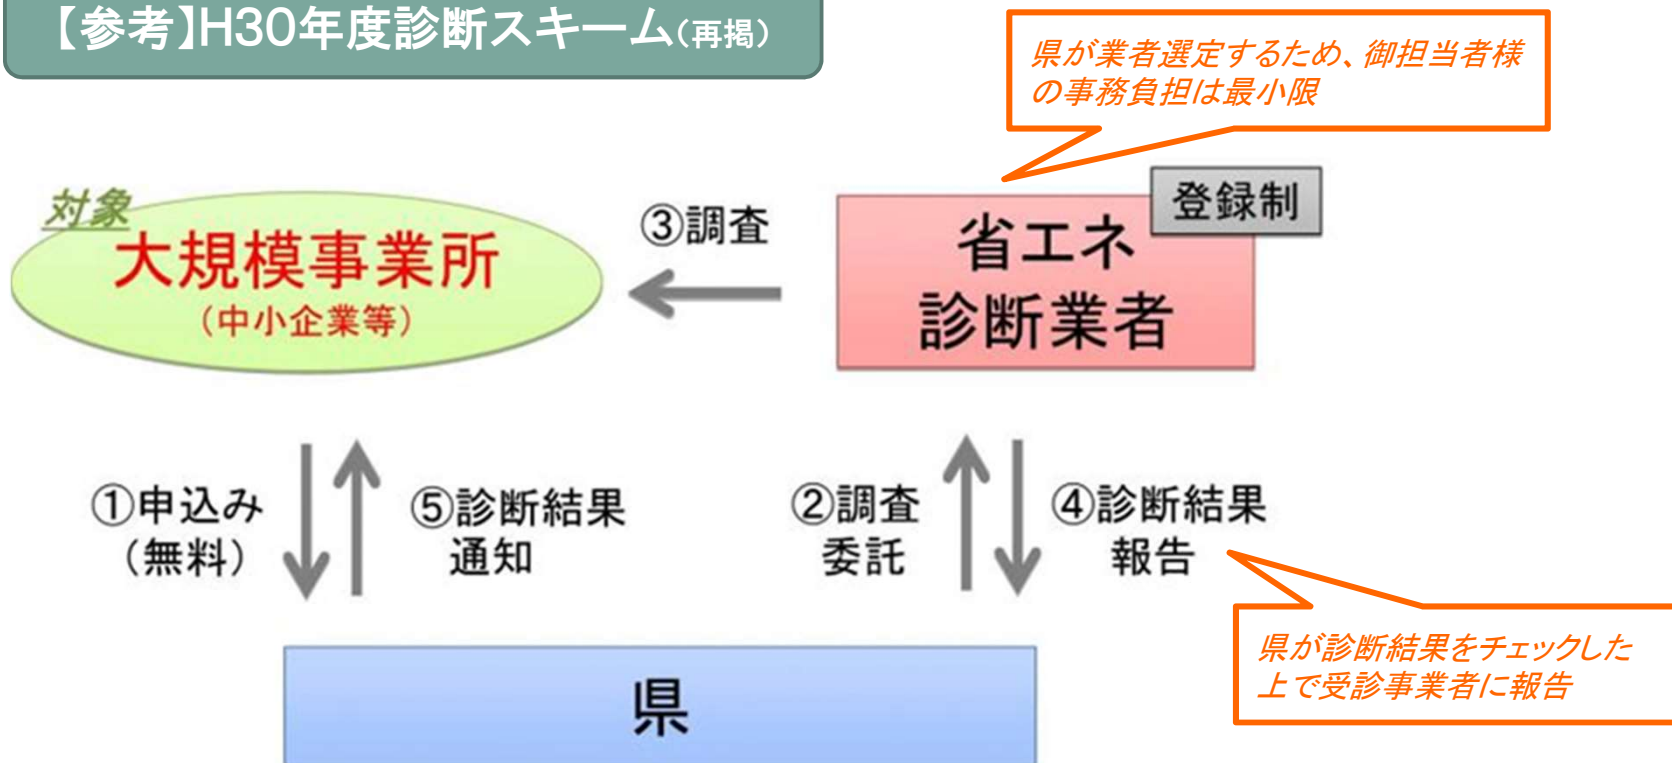 【参考】H30年度診断スキーム(再掲)
県が業者選定するため、御担当者様
の事務負担は最小限
対象
大規模事業所
（中小企業等）
③調査
登録制
省エネ
診断業者
①申込み
（無料）
⑤診断結果
通知
②調査
委託
④診断結果
報告
県が診断結果をチェックした
上で受診事業者に報告
県